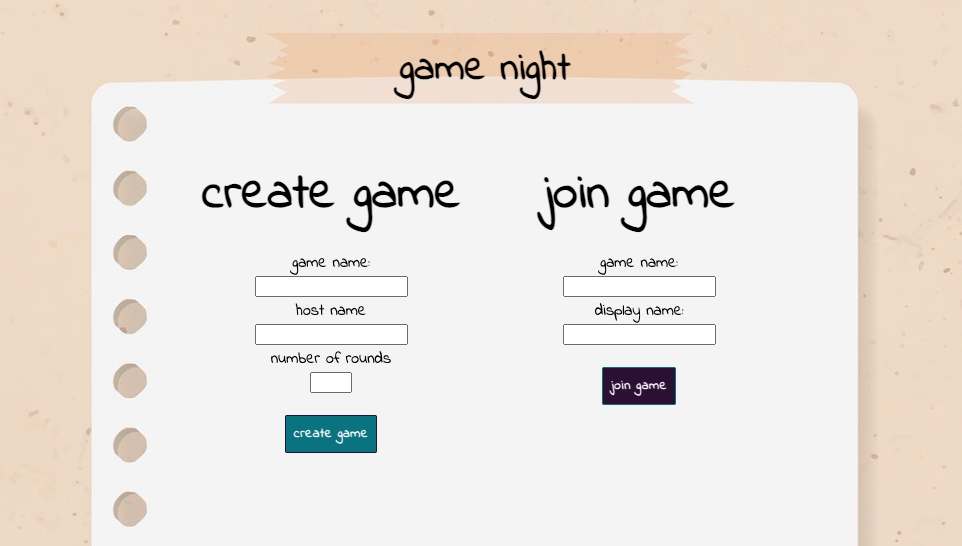 game night
create game
game name:
host name
number of rounds
create game
join game
game name:
display name:
join game